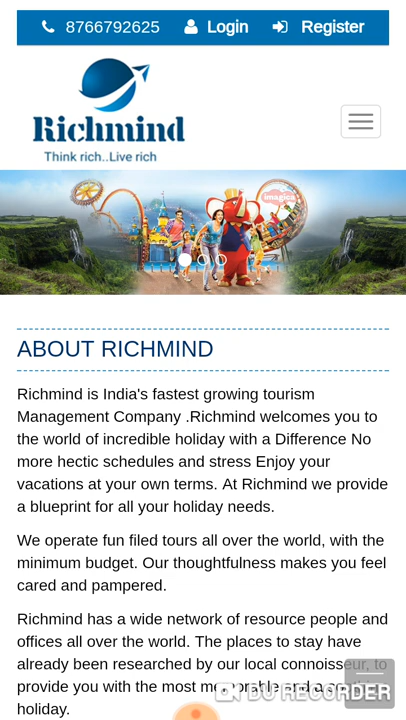 8766792625 Login Register
Richmind
Think rich..Live rich
imagica
ABOUT RICHMIND
Richmind is India's fastest growing tourism
Management Company .Richmind welcomes you to
the world of incredible holiday with a Difference No
more hectic schedules and stress Enjoy your
vacations at your own terms. At Richmind we provide
a blueprint for all your holiday needs.
We operate fun filed tours all over the world, with the
minimum budget. Our thoughtfulness makes you feel
cared and pampered.
Richmind has a wide network of resource people and
offices all over the world. The places to stay have
already been researched by our local connoisseur, to
provide you with the most memorable and
holiday.
DU RECORDER